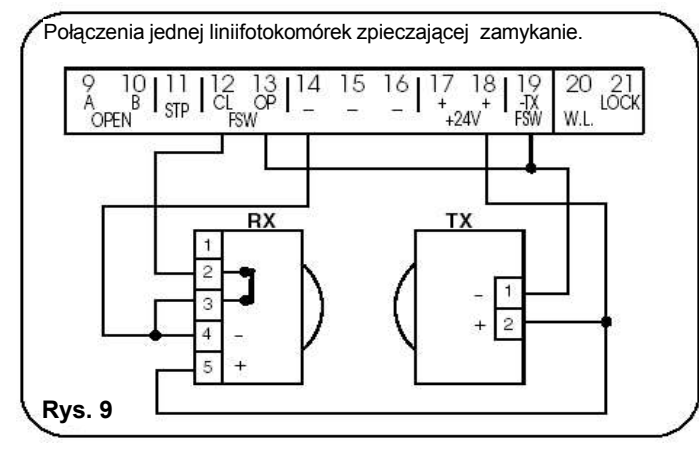 Połączenia jednej liniifotokomórek zpieczającej zamykanie.
9 10 11 12 13 14 15 16 17 18 19 20 21
A B STP CL OP – – – + + -TX W.L. LOCK
OPEN FSW +24V FSW
RX TX
1
2
3
4 –
5 +
– 1
+ 2
Rys. 9